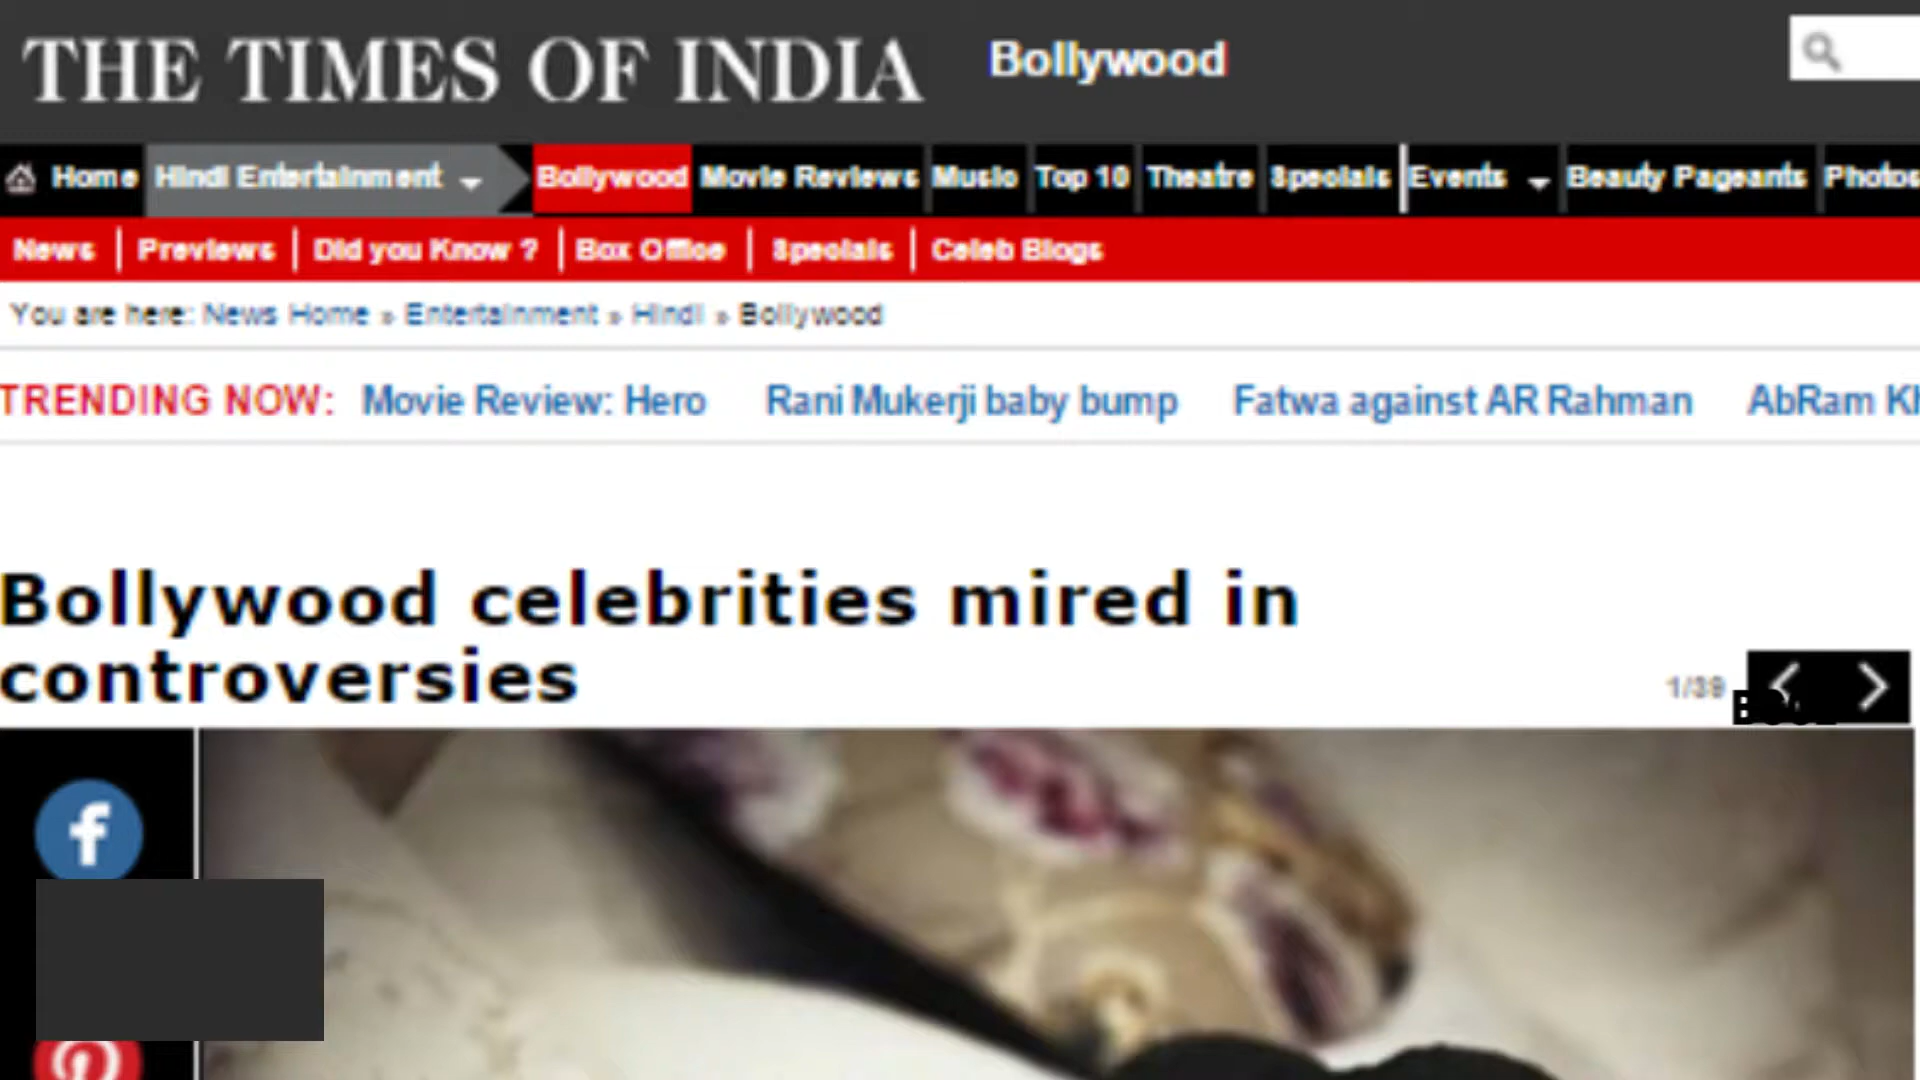 THE TIMES OF INDIA Bollywood
Home Hindi Entertainment Bollywood Movie Reviews Music Top 10 Theatre Specials Events Beauty Pageants Photos
News Previews Did you Know ? Box Office Specials Celeb Blogs
You are here: News Home » Entertainment » Hindi » Bollywood
TRENDING NOW: Movie Review: Hero Rani Mukerji baby bump Fatwa against AR Rahman AbRam
Bollywood celebrities mired in
controversies
1/39